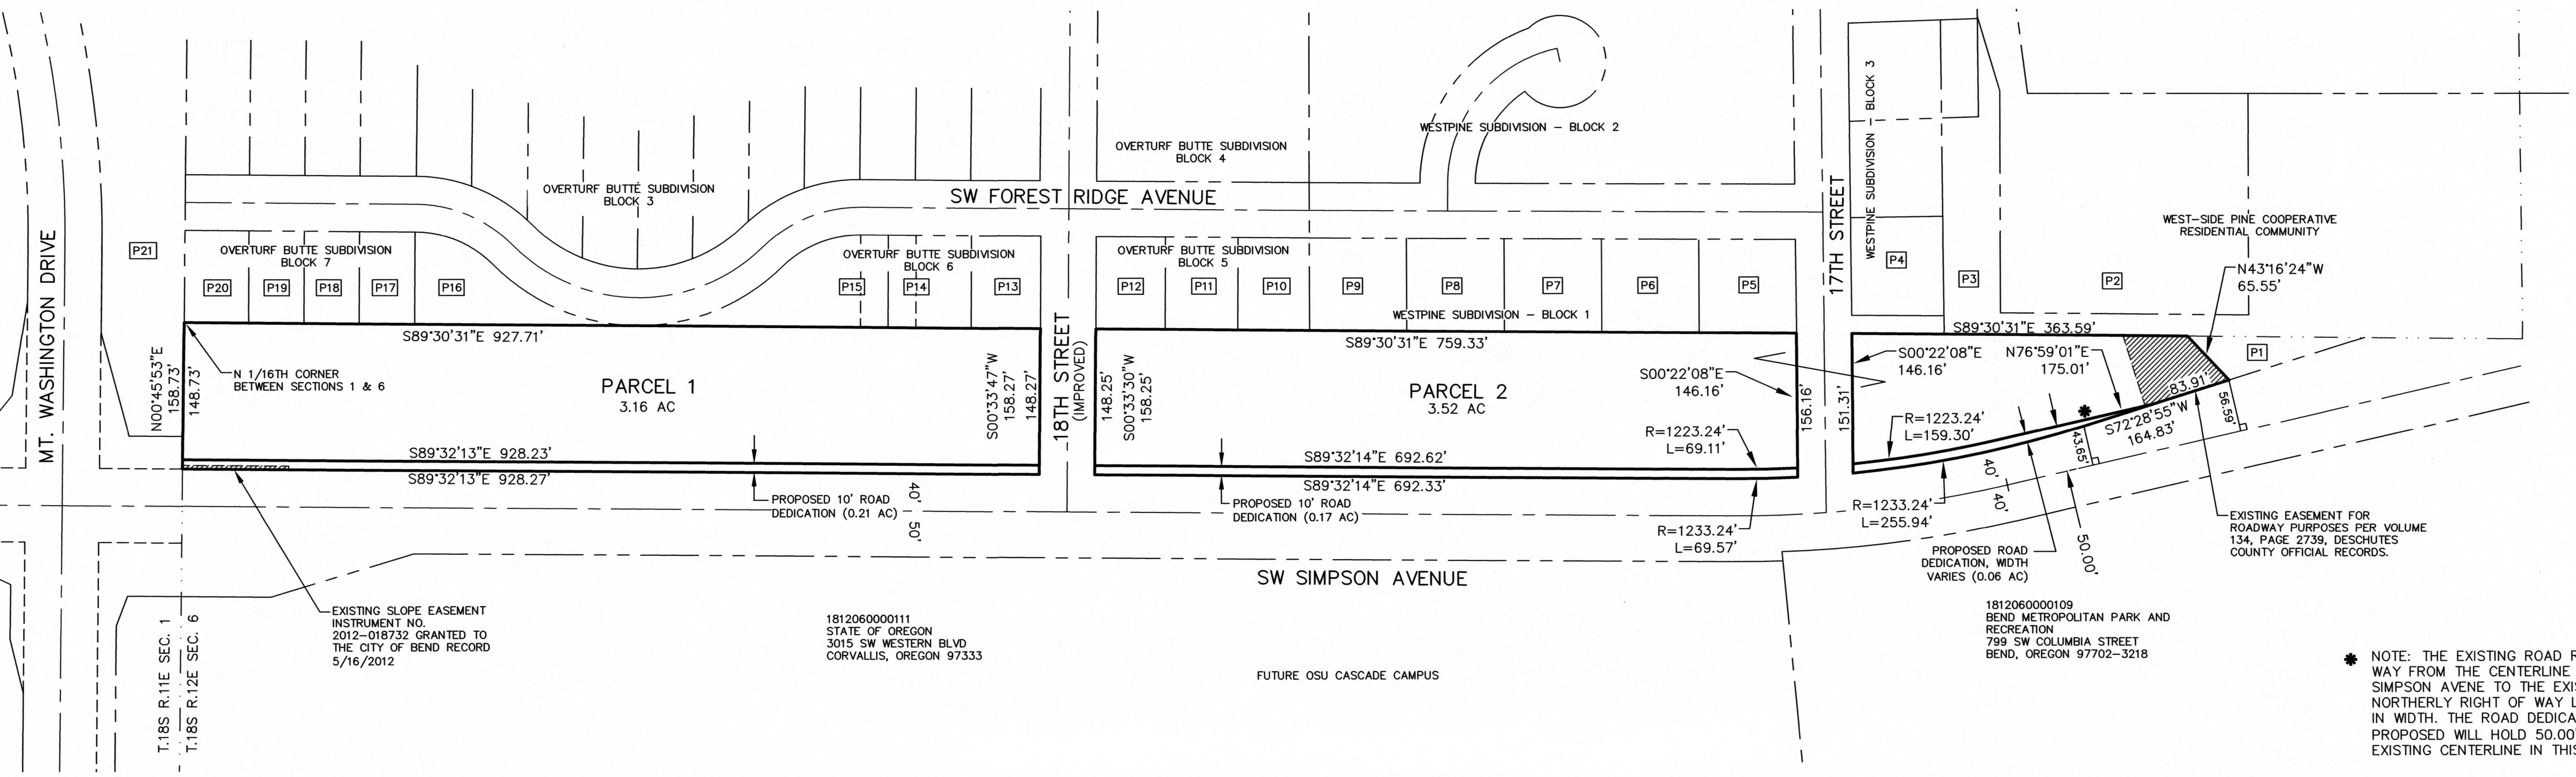 MT. WASHINGTON DRIVE
P21
P20
P19
P18
P17
P16
P15
P14
P13
OVERTURF BUTTE SUBDIVISION
BLOCK 7
OVERTURF BUTTE SUBDIVISION
BLOCK 3
OVERTURF BUTTE SUBDIVISION
BLOCK 6
SW FOREST RIDGE AVENUE
OVERTURF BUTTE SUBDIVISION
BLOCK 4
WESTPINE SUBDIVISION - BLOCK 2
OVERTURF BUTTE SUBDIVISION
BLOCK 5
P12
P11
P10
P9
P8
P7
P6
P5
WESTPINE SUBDIVISION - BLOCK 1
17TH STREET
WESTPINE SUBDIVISION - BLOCK 3
P4
P3
P2
P1
WEST-SIDE PINE COOPERATIVE
RESIDENTIAL COMMUNITY
N43°16'24"W
65.55'
S89°30'31"E 927.71'
N 1/16TH CORNER
BETWEEN SECTIONS 1 & 6
N00°45'53"E
158.73'
148.73'
PARCEL 1
3.16 AC
S00°33'47"W
158.27'
148.27'
18TH STREET
(IMPROVED)
148.25'
S00°33'30"W
158.25'
S89°30'31"E 759.33'
PARCEL 2
3.52 AC
S00°22'08"E
146.16'
156.16'
151.31'
S89°30'31"E 363.59'
S00°22'08"E
146.16'
N76°59'01"E
175.01'
83.91'
S72°28'55"W
164.83'
56.59'
43.65'
R=1223.24'
L=69.11'
R=1223.24'
L=159.30'
S89°32'13"E 928.23'
S89°32'13"E 928.27'
S89°32'14"E 692.62'
S89°32'14"E 692.33'
PROPOSED 10' ROAD
DEDICATION (0.21 AC)
40'
50'
PROPOSED 10' ROAD
DEDICATION (0.17 AC)
R=1233.24'
L=69.57'
R=1233.24'
L=255.94'
40'
40'
50.00'
PROPOSED ROAD
DEDICATION, WIDTH
VARIES (0.06 AC)
EXISTING EASEMENT FOR
ROADWAY PURPOSES PER VOLUME
134, PAGE 2739, DESCHUTES
COUNTY OFFICIAL RECORDS.
SW SIMPSON AVENUE
EXISTING SLOPE EASEMENT
INSTRUMENT NO.
2012-018732 GRANTED TO
THE CITY OF BEND RECORD
5/16/2012
T.18S R.11E SEC. 1
T.18S R.12E SEC. 6
1812060000111
STATE OF OREGON
3015 SW WESTERN BLVD
CORVALLIS, OREGON 97333
FUTURE OSU CASCADE CAMPUS
1812060000109
BEND METROPOLITAN PARK AND
RECREATION
799 SW COLUMBIA STREET
BEND, OREGON 97702-3218
NOTE: THE EXISTING ROAD
WAY FROM THE CENTERLINE
SIMPSON AVENE TO THE
NORTHERLY RIGHT OF WAY
IN WIDTH. THE ROAD
PROPOSED WILL HOLD 50.00'
EXISTING CENTERLINE IN